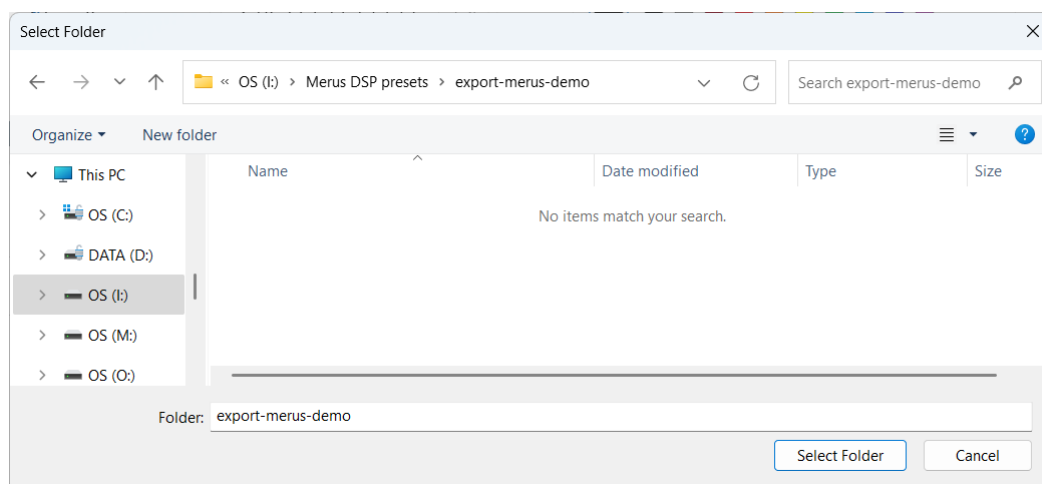 Select Folder
« OS (I:) > Merus DSP presets > export-merus-demo
Search export-merus-demo
Organize
New folder
Name
Date modified
Type
Size
This PC
OS (C:)
DATA (D:)
OS (I:)
OS (M:)
OS (O:)
No items match your search.
Folder: export-merus-demo
Select Folder
Cancel